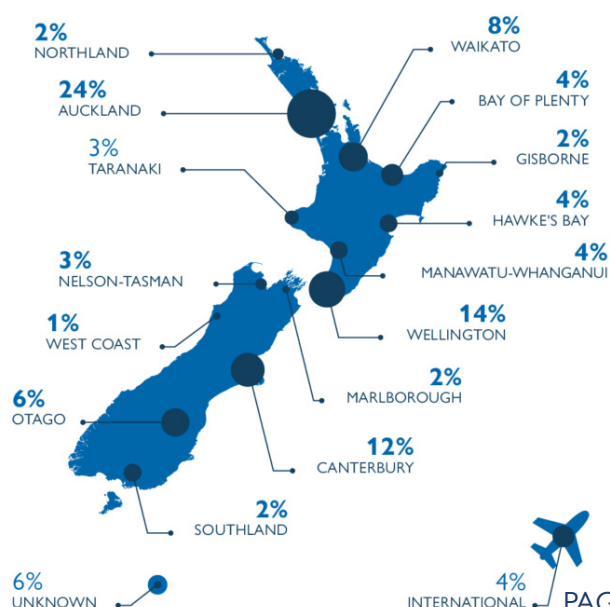 2%
NORTHLAND
24%
AUCKLAND
3%
TARANAKI
8%
WAIKATO
4%
BAY OF PLENTY
2%
GISBORNE
4%
HAWKE'S BAY
4%
MANAWATU-WHANGANUI
14%
WELLINGTON
3%
NELSON-TASMAN
1%
WEST COAST
2%
MARLBOROUGH
6%
OTAGO
12%
CANTERBURY
2%
SOUTHLAND
6%
UNKNOWN
4%
INTERNATIONAL
PAG